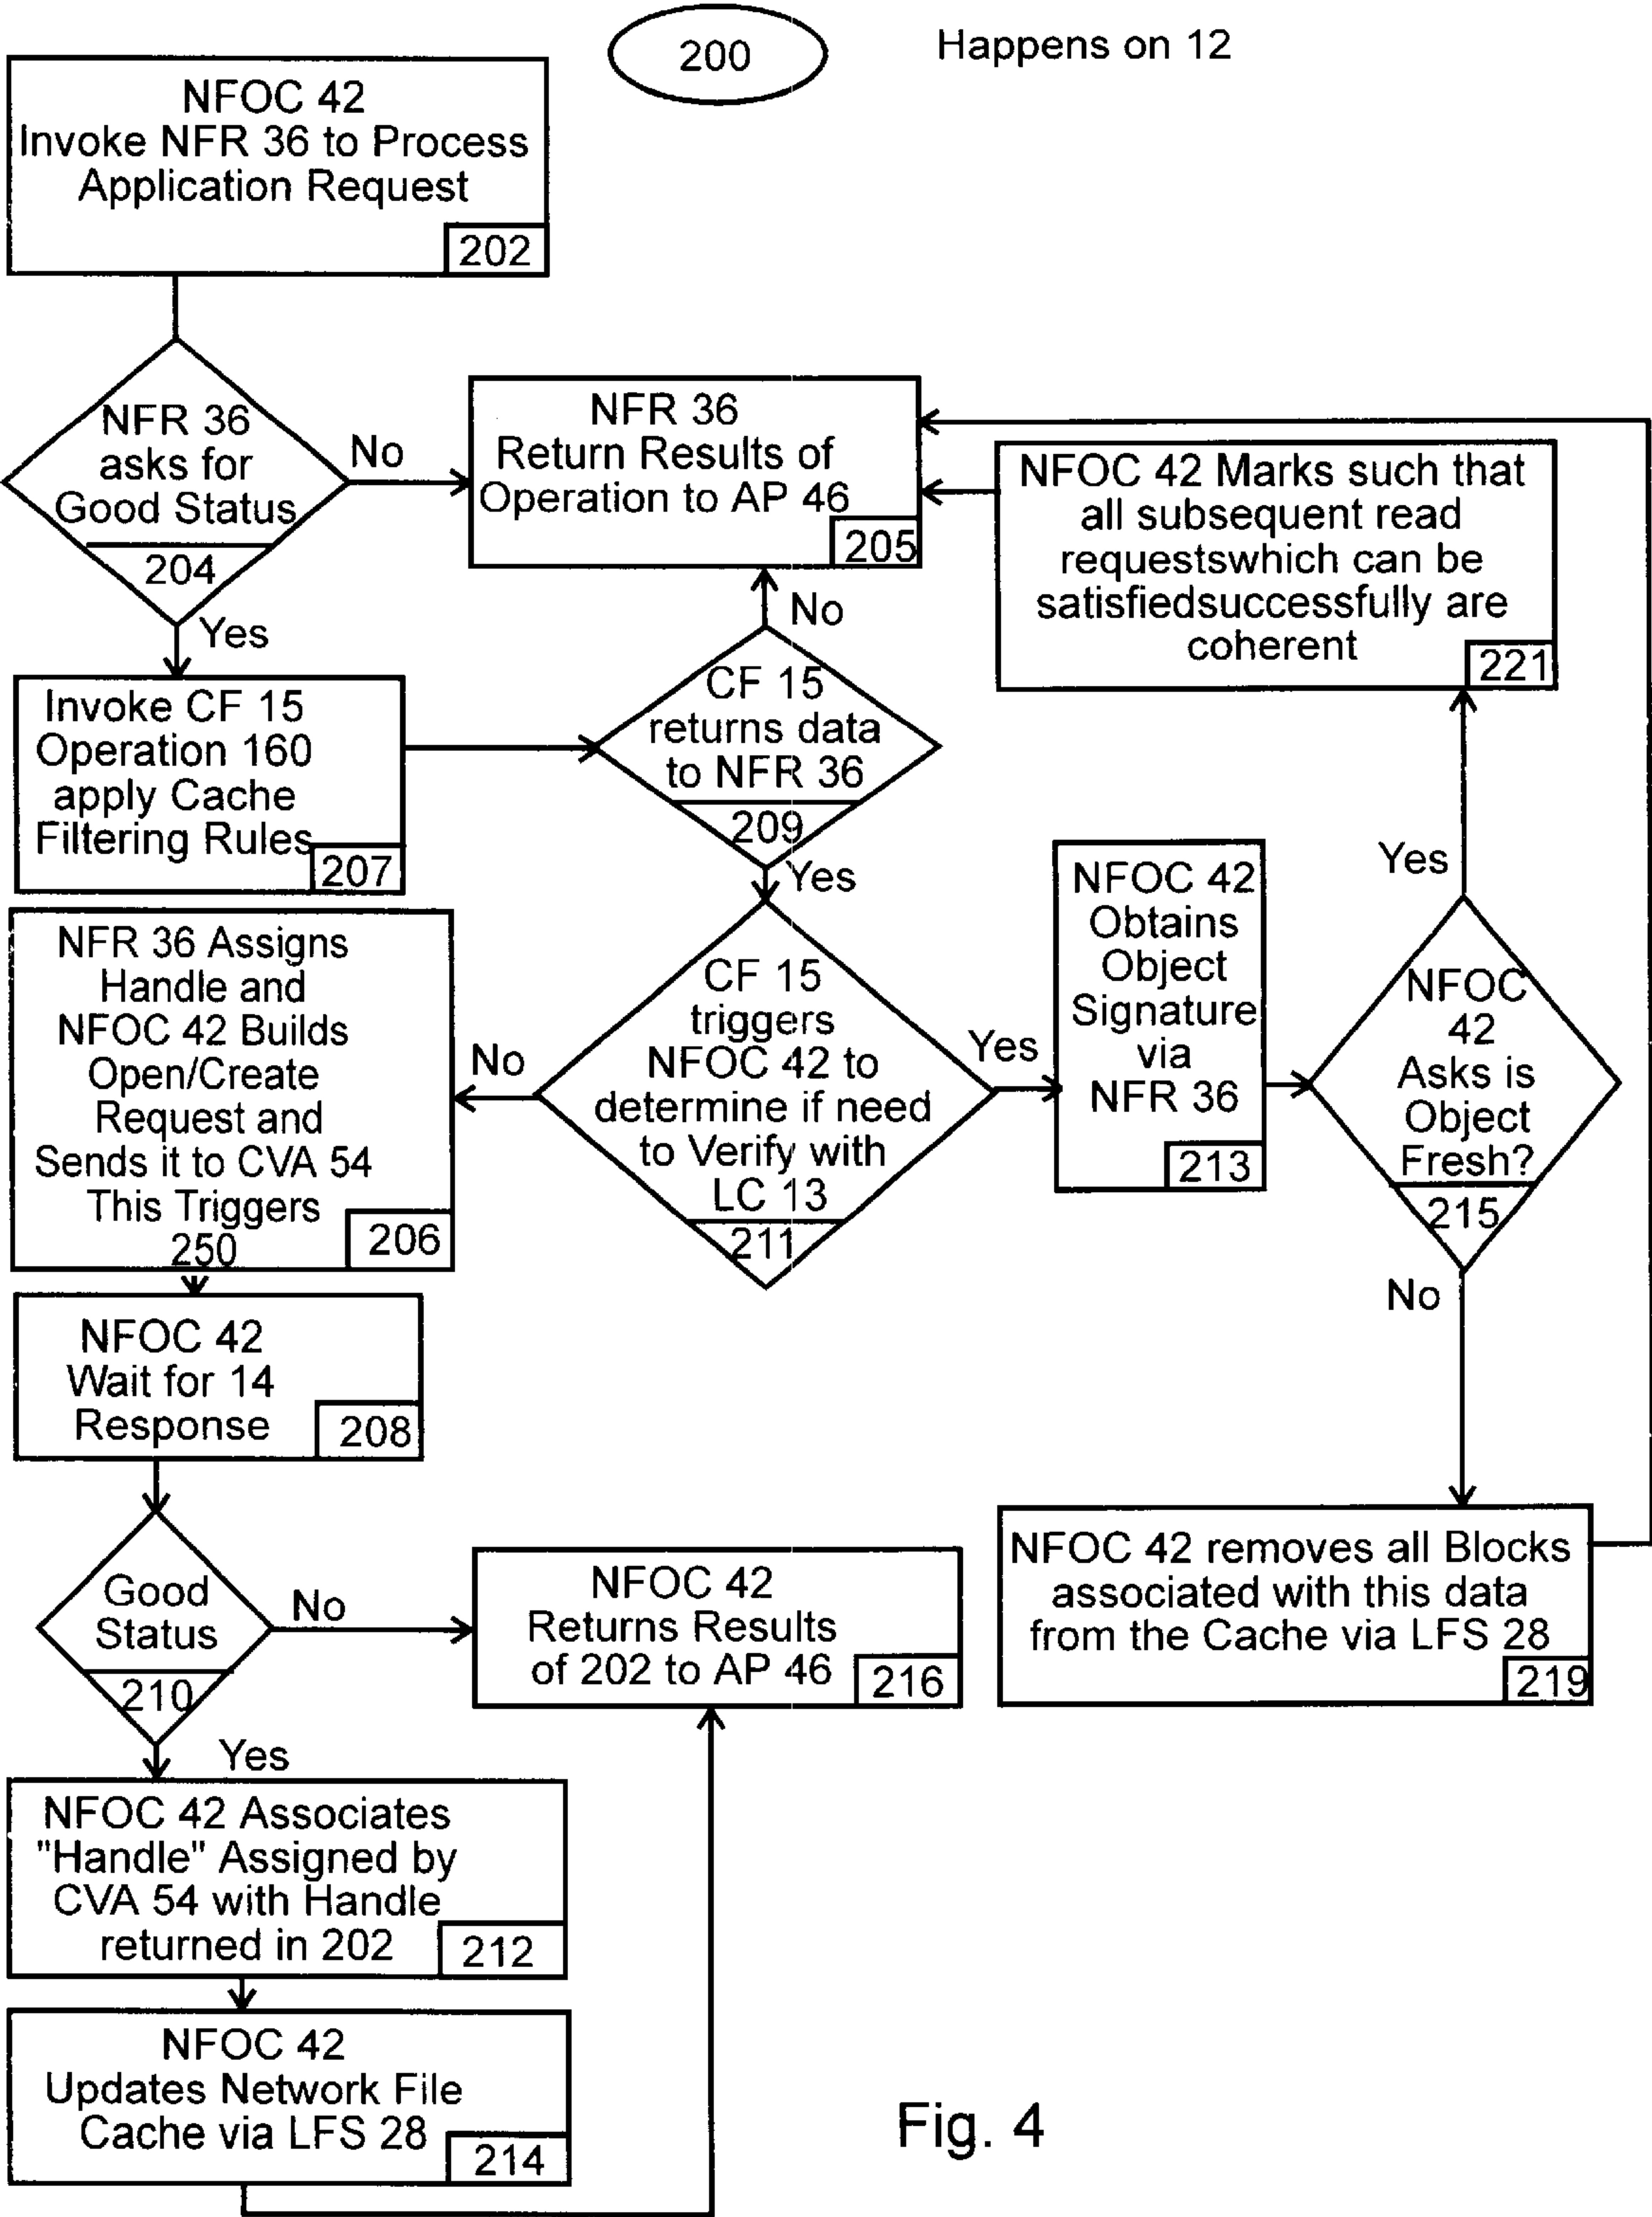 200
Happens on 12
NFOC 42
Invoke NFR 36 to Process
Application Request
202
NFR 36
asks for
Good Status
204
No
Yes
NFR 36
Return Results of
Operation to AP 46
205
NFOC 42 Marks such that
all subsequent read
requestswhich can be
satisfiedsuccessfully are
coherent
221
Invoke CF 15
Operation 160
apply Cache
Filtering Rules
207
No
CF 15
returns data
to NFR 36
209
Yes
NFR 36 Assigns
Handle and
NFOC 42 Builds
Open/Create
Request and
Sends it to CVA 54
This Triggers
250
206
No
CF 15
triggers
NFOC 42 to
determine if need
to Verify with
LC 13
211
Yes
NFOC 42
Obtains
Object
Signature
via
NFR 36
213
Yes
NFOC
42
Asks is
Object
Fresh?
215
No
NFOC 42
Wait for 14
Response
208
Good
Status
210
No
Yes
NFOC 42
Returns Results
of 202 to AP 46
216
NFOC 42 removes all Blocks
associated with this data
from the Cache via LFS 28
219
NFOC 42 Associates
"Handle" Assigned by
CVA 54 with Handle
returned in 202
212
NFOC 42
Updates Network File
Cache via LFS 28
214
Fig. 4